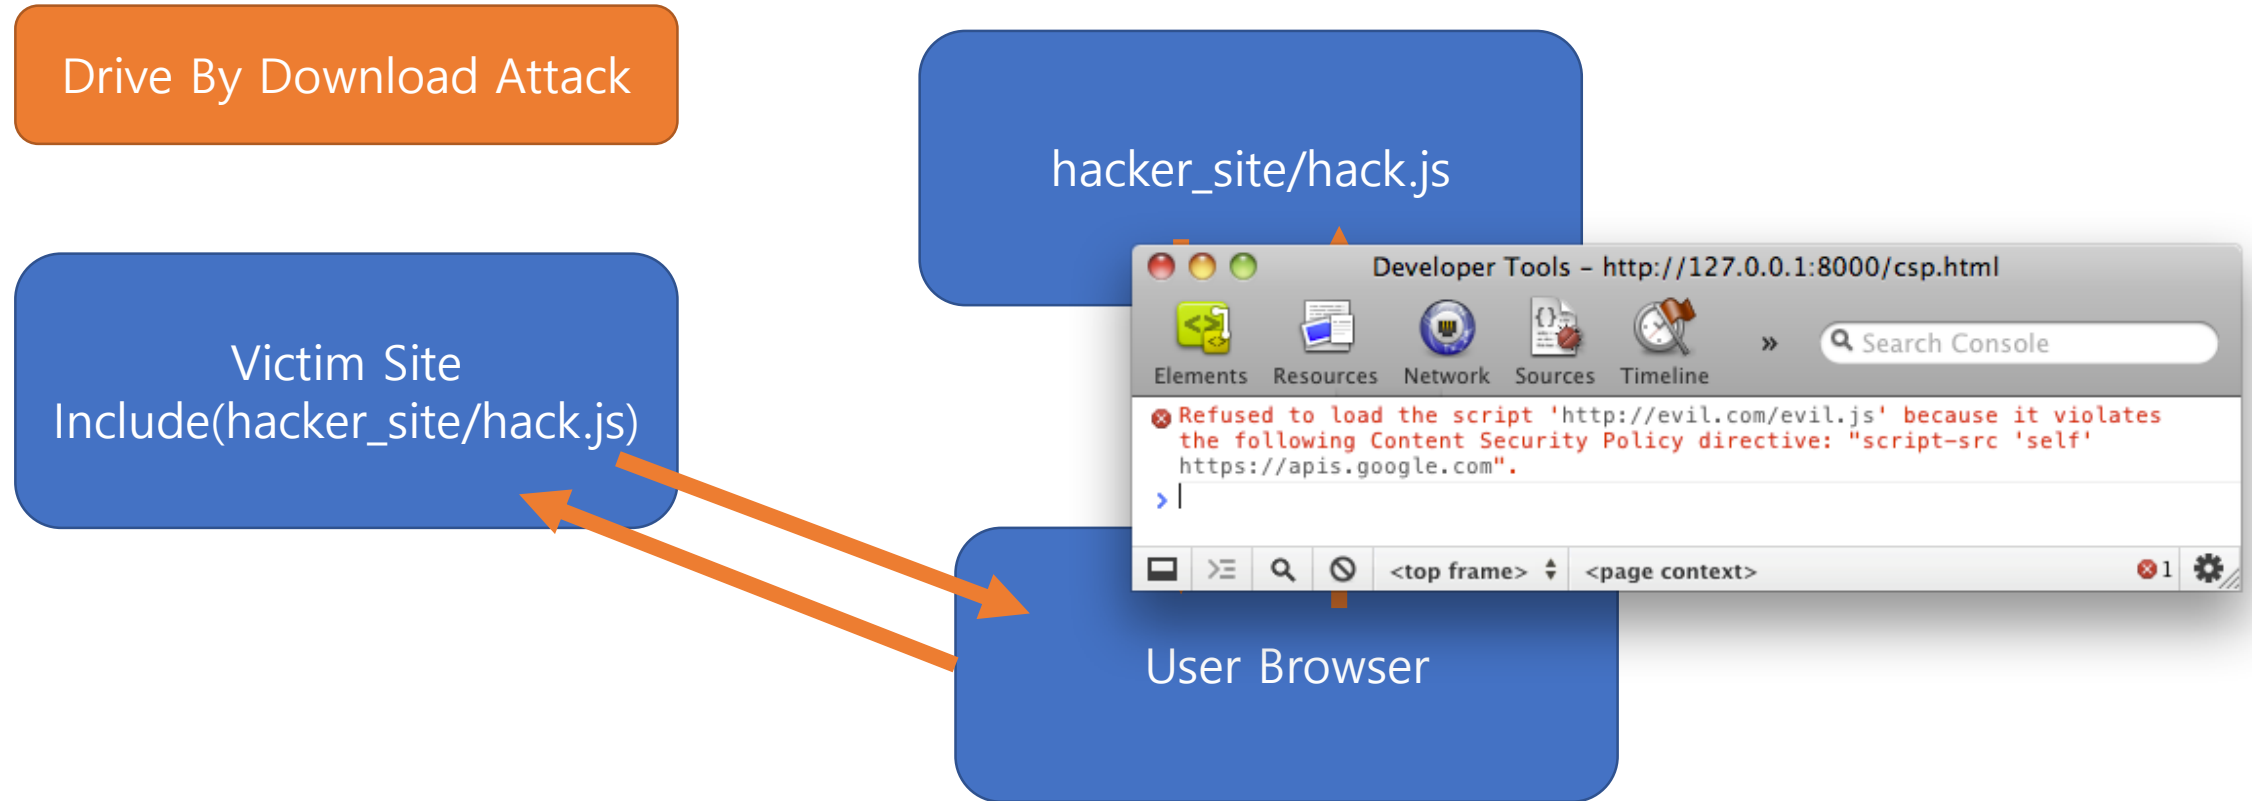 Drive By Download Attack
hacker_site/hack.js
Victim Site
Include(hacker_site/hack.js)
Developer Tools – http://127.0.0.1:8000/csp.html
Elements Resources Network Sources Timeline » Search Console
Refused to load the script 'http://evil.com/evil.js' because it violates
the following Content Security Policy directive: "script-src 'self'
https://apis.google.com".
<top frame> <page context> 1
User Browser